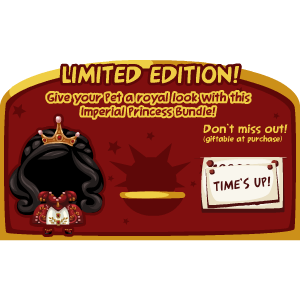 LIMITED EDITION!
Give your Pet a royal look with this
Imperial Princess Bundle!
Don't miss out!
(giftable at purchase)
TIME'S UP!